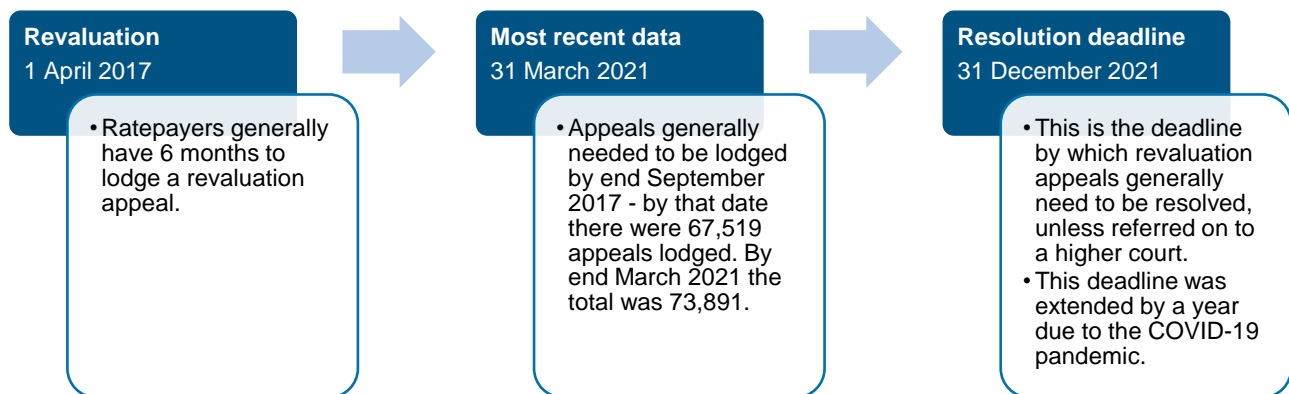 Revaluation
1 April 2017
• Ratepayers generally
have 6 months to
lodge a revaluation
appeal.
Most recent data
31 March 2021
• Appeals generally
needed to be lodged
by end September
2017 - by that date
there were 67,519
appeals lodged. By
end March 2021 the
total was 73,891.
Resolution deadline
31 December 2021
• This is the deadline
by which revaluation
appeals generally
need to be resolved,
unless referred on to
a higher court.
• This deadline was
extended by a year
due to the COVID-19
pandemic.